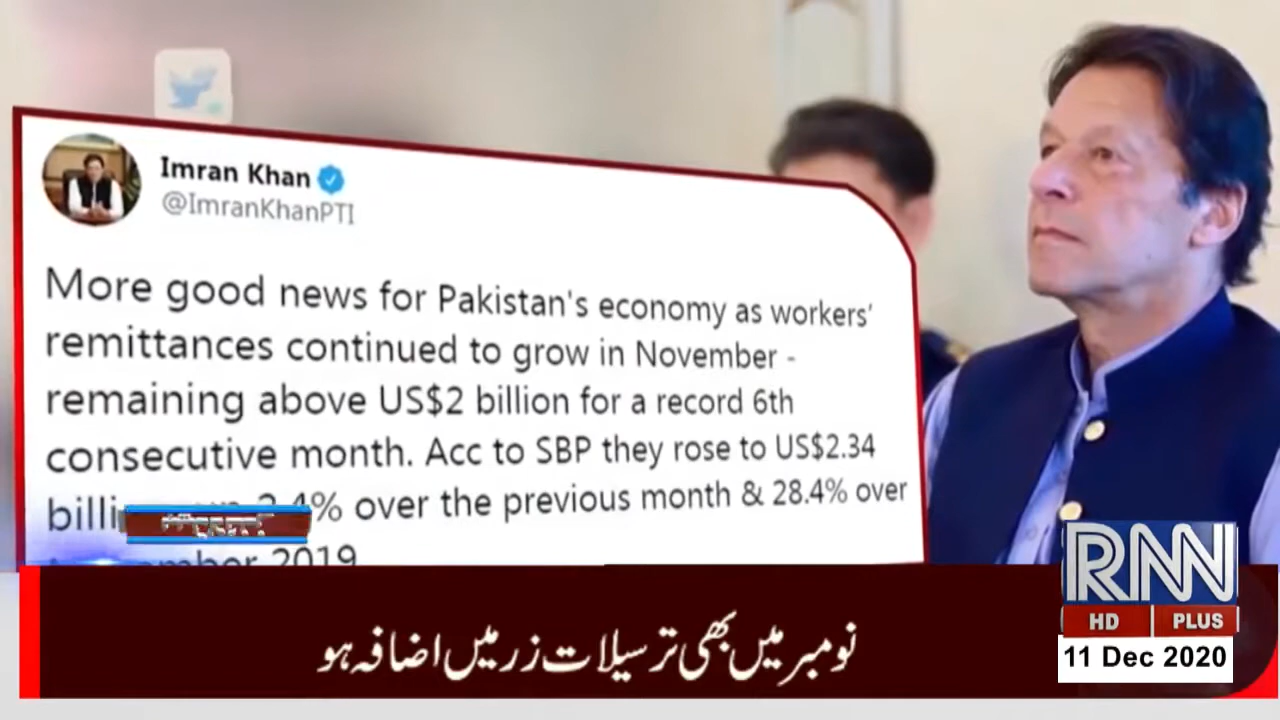 Imran Khan
@ImranKhanPTI
More good news for Pakistan's economy as workers'
remittances continued to grow in November -
remaining above US$2 billion for a record 6th
consecutive month. Acc to SBP they rose to US$2.34
2.4% over the previous month & 28.4% over
2019
نومبر میں بھی ترسیلات زر میں اضافہ ہو
RNN
HD PLUS
11 Dec 2020